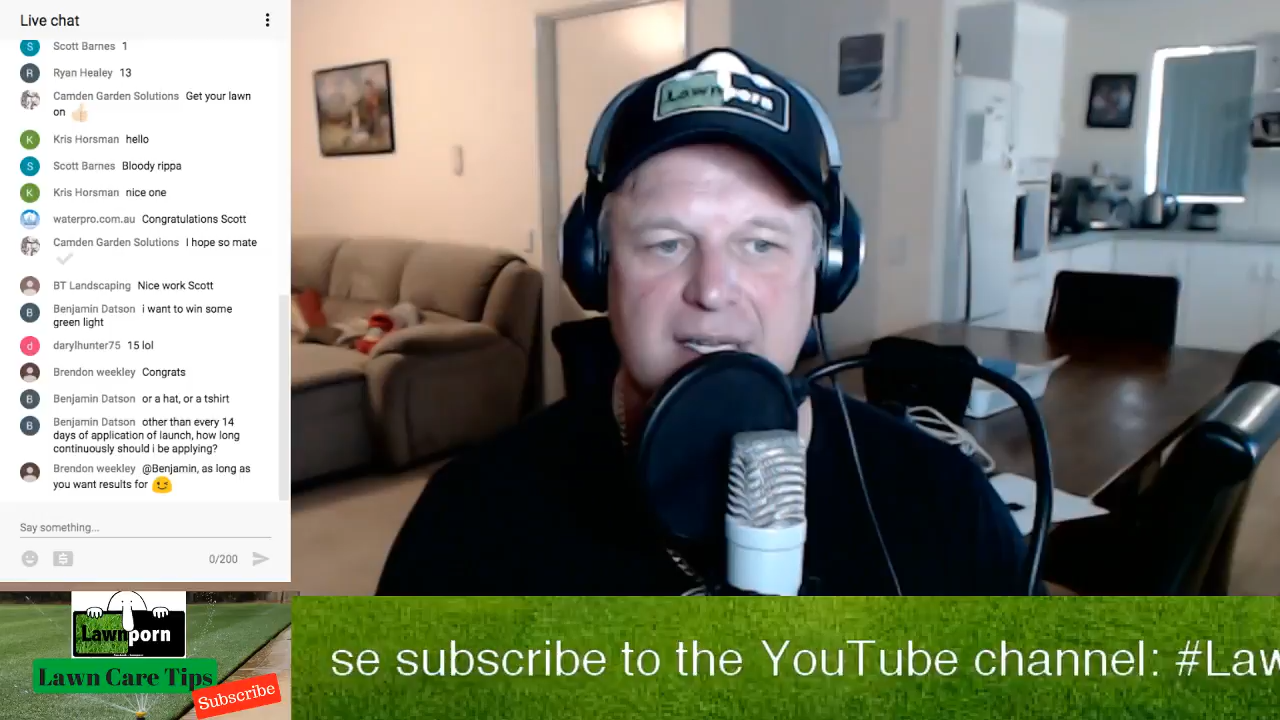 Live chat
Scott Barnes 1
Ryan Healey 13
Camden Garden Solutions Get your lawn
on
Kris Horsman hello
Scott Barnes Bloody rippa
Kris Horsman nice one
waterpro.com.au Congratulations Scott
Camden Garden Solutions I hope so mate
BT Landscaping Nice work Scott
Benjamin Datson i want to win some
green light
darylhunter75 15 lol
Brendon weekley Congrats
Benjamin Datson or a hat, or a tshirt
Benjamin Datson other than every 14
days of application of launch, how long
continuously should i be applying?
Brendon weekley @Benjamin, as long as
you want results for
Say something...
0/200
Lawnporn
Lawnporn
Lawn Care Tips
Subscribe
se subscribe to the YouTube channel: #Law